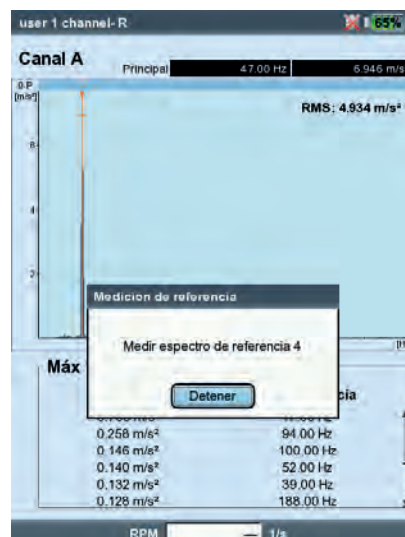 user 1 channel- R 65%
Canal A
Principal 47.00 Hz 6.946 m/s
0-P
[m/s²]
RMS: 4.934 m/s²
8
4
2
Medición de referencia
Medir espectro de referencia 4
Detener
Máx
cia
0.258 m/s² 94.00 Hz
0.146 m/s² 100.00 Hz
0.140 m/s² 52.00 Hz
0.132 m/s² 39.00 Hz
0.128 m/s² 188.00 Hz
RPM — 1/s